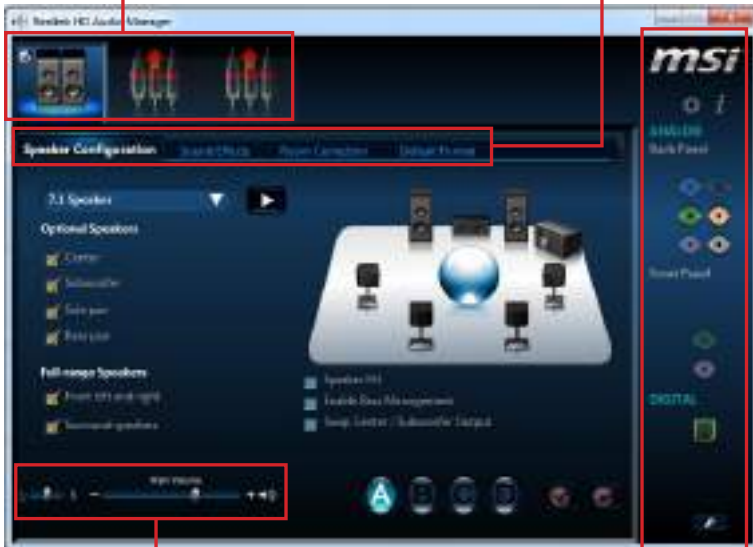 Realtek HD Audio Manager
msi
i
ANALOG
Back Panel
Speaker Configuration Sound Effects Room Correction Default Format
7.1 Speaker
Optional Speakers
Center
Subwoofer
Side pair
Rear pair
Front Panel
Full-range Speakers
Front left and right
Surround speakers
Speaker Fill
Enable Bass Management
Swap Center / Subwoofer Output
DIGITAL
Main Volume
L R
A B C D